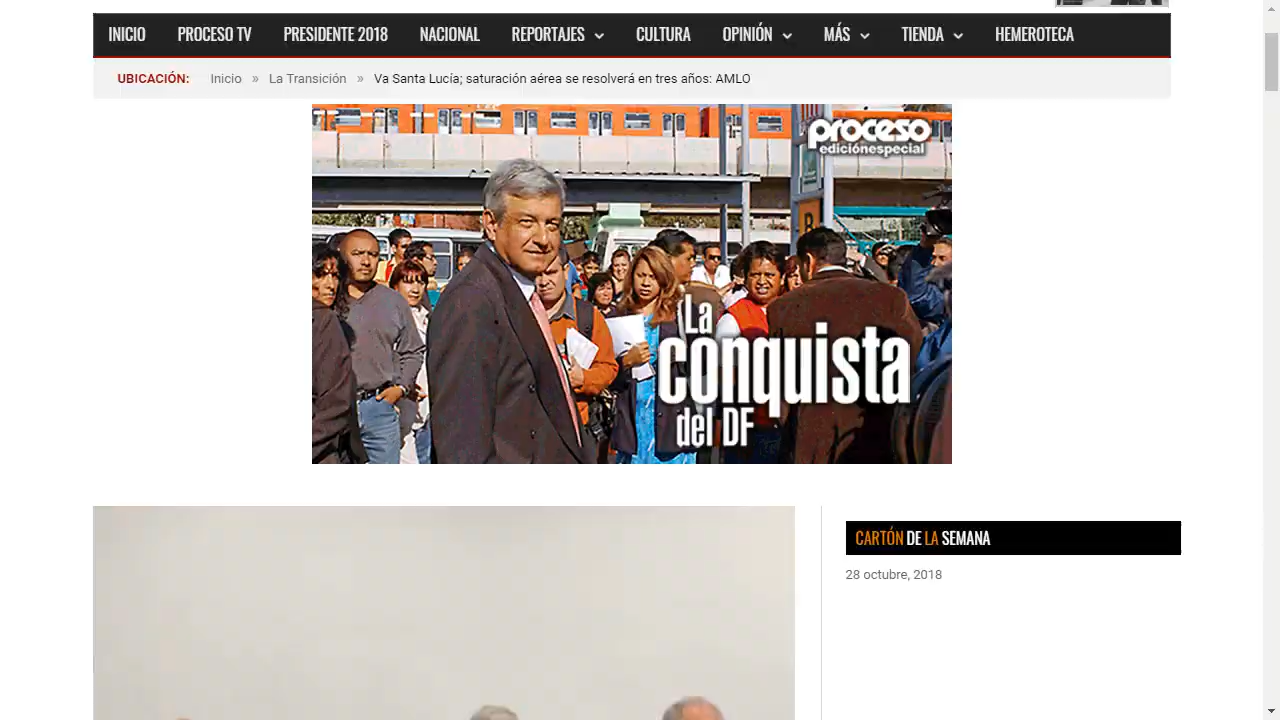 INICIO PROCESO TV PRESIDENTE 2018 NACIONAL REPORTAJES CULTURA OPINIÓN MÁS TIENDA HEMEROTECA
UBICACIÓN: Inicio » La Transición » Va Santa Lucía; saturación aérea se resolverá en tres años: AMLO
proceso
ediciónespecial
B
La
conquista
del DF
CARTÓN DE LA SEMANA
28 octubre, 2018